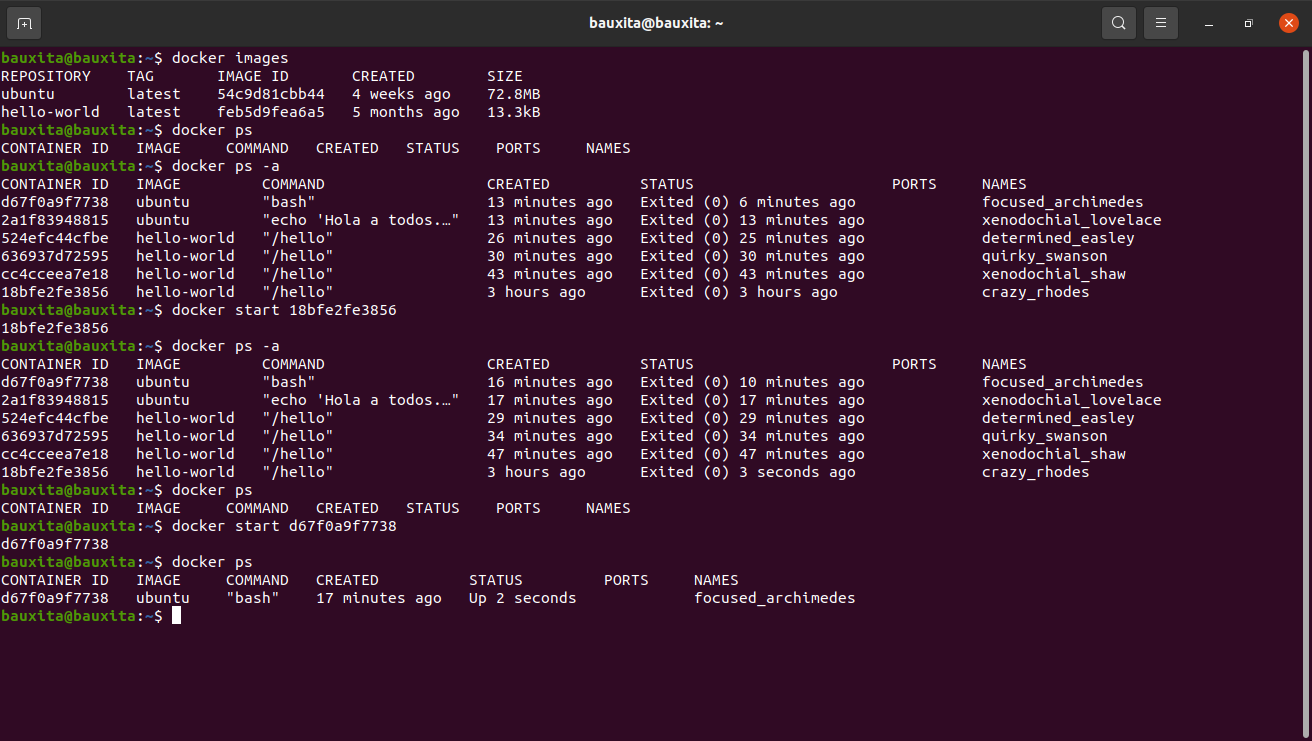 bauxita@bauxita: ~
bauxita@bauxita:~$ docker images
REPOSITORY    TAG       IMAGE ID       CREATED        SIZE
ubuntu        latest    54c9d81cbb44   4 weeks ago    72.8MB
hello-world   latest    feb5d9fea6a5   5 months ago   13.3kB
bauxita@bauxita:~$ docker ps
CONTAINER ID   IMAGE     COMMAND   CREATED   STATUS    PORTS     NAMES
bauxita@bauxita:~$ docker ps -a
CONTAINER ID   IMAGE         COMMAND                  CREATED          STATUS                      PORTS     NAMES
d67f0a9f7738   ubuntu        "bash"                   13 minutes ago   Exited (0) 6 minutes ago              focused_archimedes
2a1f83948815   ubuntu        "echo 'Hola a todos.…"   13 minutes ago   Exited (0) 13 minutes ago             xenodochial_lovelace
524efc44cfbe   hello-world   "/hello"                 26 minutes ago   Exited (0) 25 minutes ago             determined_easley
636937d72595   hello-world   "/hello"                 30 minutes ago   Exited (0) 30 minutes ago             quirky_swanson
cc4cceea7e18   hello-world   "/hello"                 43 minutes ago   Exited (0) 43 minutes ago             xenodochial_shaw
18bfe2fe3856   hello-world   "/hello"                 3 hours ago      Exited (0) 3 hours ago                crazy_rhodes
bauxita@bauxita:~$ docker start 18bfe2fe3856
18bfe2fe3856
bauxita@bauxita:~$ docker ps -a
CONTAINER ID   IMAGE         COMMAND                  CREATED          STATUS                      PORTS     NAMES
d67f0a9f7738   ubuntu        "bash"                   16 minutes ago   Exited (0) 10 minutes ago             focused_archimedes
2a1f83948815   ubuntu        "echo 'Hola a todos.…"   17 minutes ago   Exited (0) 17 minutes ago             xenodochial_lovelace
524efc44cfbe   hello-world   "/hello"                 29 minutes ago   Exited (0) 29 minutes ago             determined_easley
636937d72595   hello-world   "/hello"                 34 minutes ago   Exited (0) 34 minutes ago             quirky_swanson
cc4cceea7e18   hello-world   "/hello"                 47 minutes ago   Exited (0) 47 minutes ago             xenodochial_shaw
18bfe2fe3856   hello-world   "/hello"                 3 hours ago      Exited (0) 3 seconds ago              crazy_rhodes
bauxita@bauxita:~$ docker ps
CONTAINER ID   IMAGE     COMMAND   CREATED   STATUS    PORTS     NAMES
bauxita@bauxita:~$ docker start d67f0a9f7738
d67f0a9f7738
bauxita@bauxita:~$ docker ps
CONTAINER ID   IMAGE     COMMAND   CREATED          STATUS         PORTS     NAMES
d67f0a9f7738   ubuntu    "bash"    17 minutes ago   Up 2 seconds             focused_archimedes
bauxita@bauxita:~$